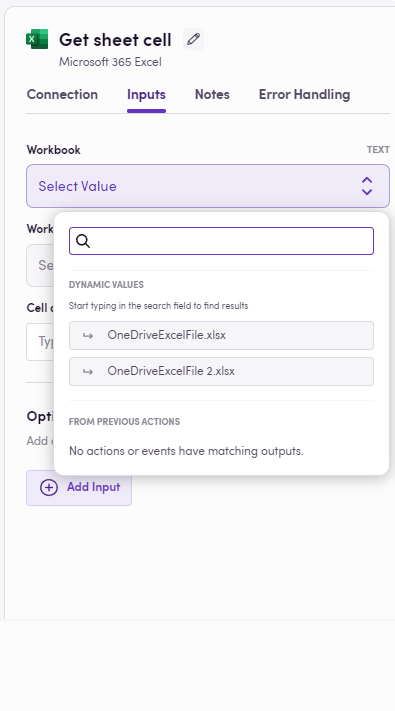 Get sheet cell
Microsoft 365 Excel
Connection Inputs Notes Error Handling
Workbook TEXT
Select Value
Work
Se
DYNAMIC VALUES
Cell
Start typing in the search field to find results
OneDriveExcelFile.xlsx
OneDriveExcelFile 2.xlsx
Opti
FROM PREVIOUS ACTIONS
Add
No actions or events have matching outputs.
Add Input